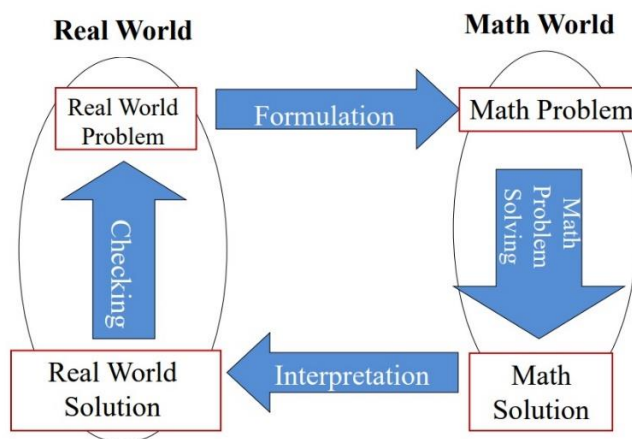 Real World
Math World
Real World
Problem
Formulation
Math Problem
Math
Problem
Solving
Checking
Real World
Solution
Interpretation
Math
Solution